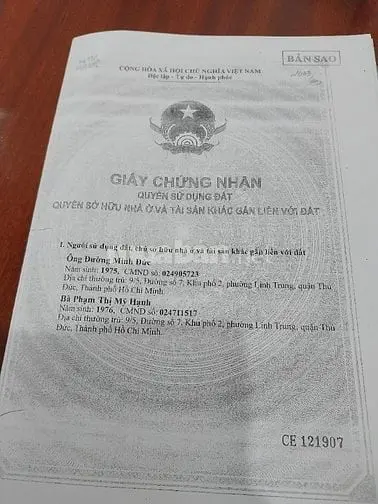 BẢN SAO
CỘNG HÒA XÃ HỘI CHỦ NGHĨA VIỆT NAM
Độc lập - Tự do - Hạnh phúc
GIẤY CHỨNG NHẬN
QUYỀN SỬ DỤNG ĐẤT
QUYỀN SỞ HỮU NHÀ Ở VÀ TÀI SẢN KHÁC GẮN LIỀN VỚI ĐẤT
I. Người sử dụng đất, chủ sở hữu nhà ở và tài sản khác gắn liền với đất
Ông Đường Minh Đức
Năm sinh: 1975, CMND số: 024905723
Địa chỉ thường trú: 9/5, Đường số 7, Khu phố 2, phường Linh Trung, quận Thủ
Đức, Thành phố Hồ Chí Minh.
Bà Phạm Thị Mỹ Hạnh
Năm sinh: 1976, CMND số: 024711517
Địa chỉ thường trú: 9/5, Đường số 7, Khu phố 2, phường Linh Trung, quận Thủ
Đức, Thành phố Hồ Chí Minh.
CE 121907